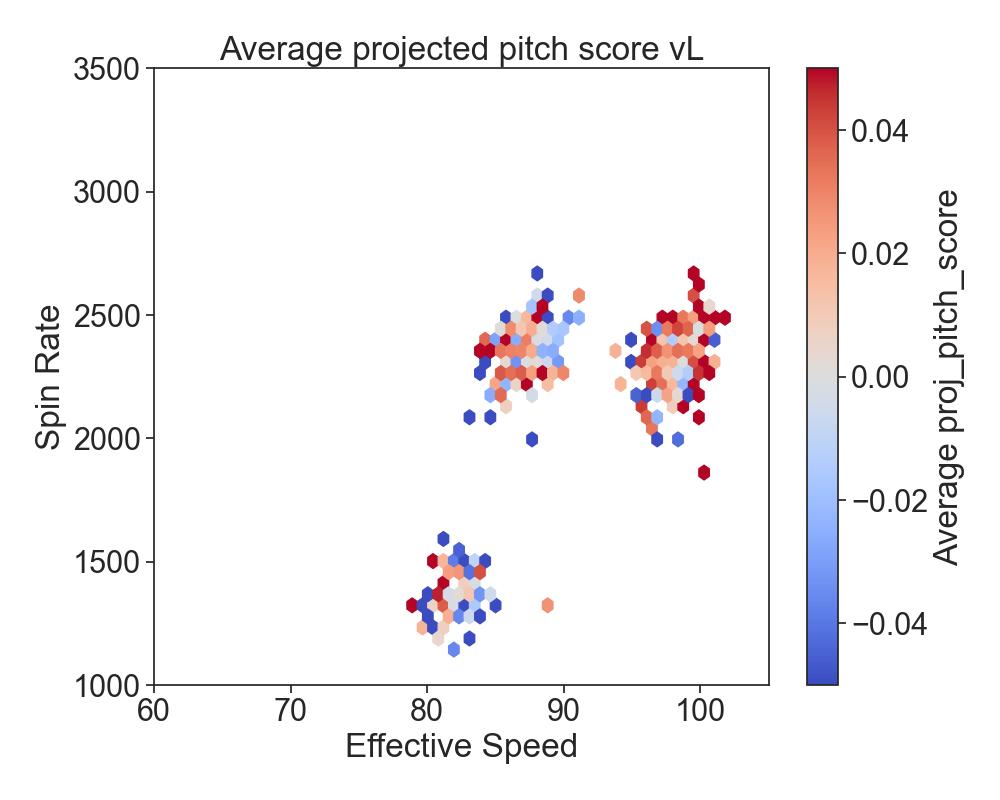 Average projected pitch score vL
3500
3000
2500
2000
1500
1000
Spin Rate
60 70 80 90 100
Effective Speed
0.04
0.02
0.00
−0.02
−0.04
Average proj_pitch_score